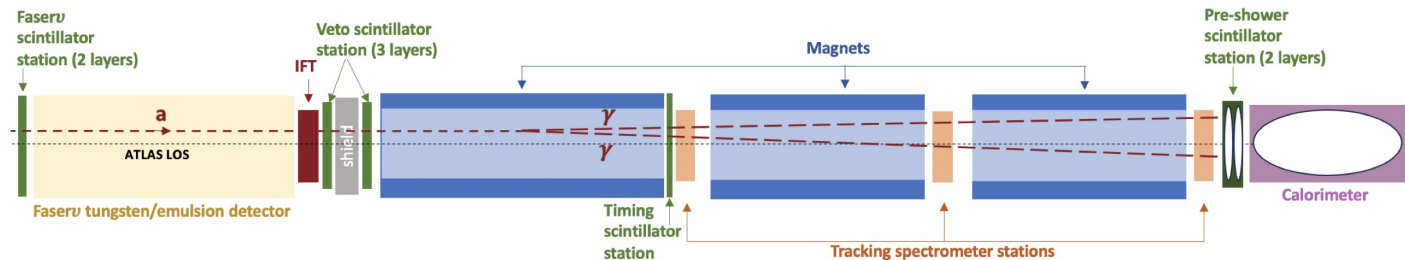 Faserν
scintillator
station (2 layers)
Veto scintillator
station (3 layers)
IFT
Magnets
Pre-shower
scintillator
station (2 layers)
a
γ
γ
ATLAS LOS
shield
Faserν tungsten/emulsion detector
Timing
scintillator
station
Tracking spectrometer stations
Calorimeter